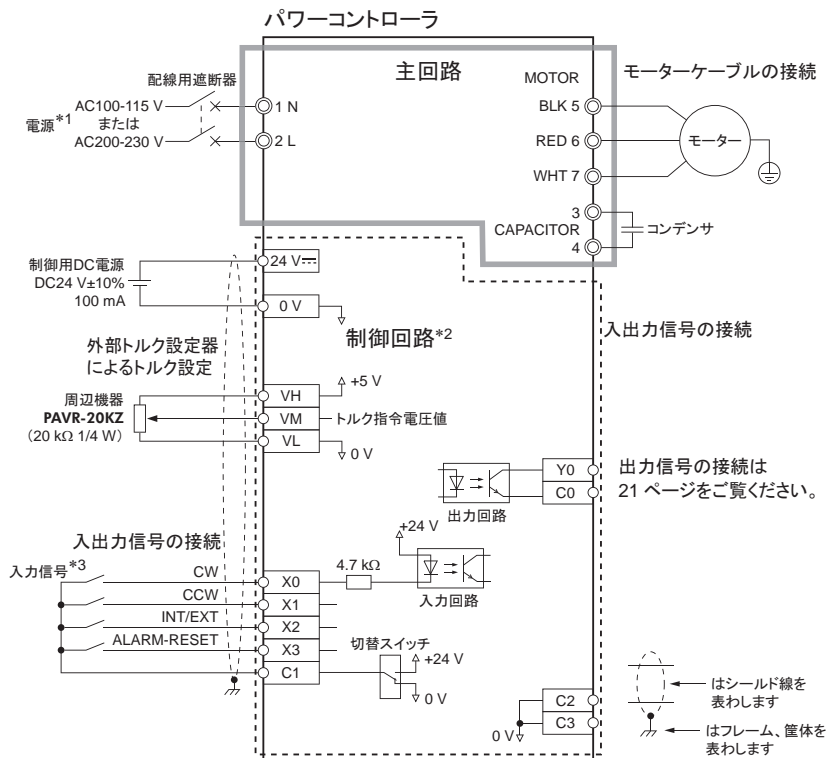 パワーコントローラ
主回路
配線用遮断器
電源*1
AC100-115 V
または
AC200-230 V
1 N
2 L
MOTOR
BLK 5
RED 6
WHT 7
3
CAPACITOR
4
モーターケーブルの接続
モーター
コンデンサ
制御用DC電源
DC24 V±10%
100 mA
24 V
0 V
制御回路*2
入出力信号の接続
外部トルク設定器
によるトルク設定
周辺機器
PAVR-20KZ
(20 kΩ 1/4 W)
VH
+5 V
VM
トルク指令電圧値
VL
0 V
Y0
C0
出力回路
出力信号の接続は
21 ページをご覧ください。
入出力信号の接続
入力信号*3
CW
CCW
INT/EXT
ALARM-RESET
X0
X1
X2
X3
C1
4.7 kΩ
+24 V
入力回路
切替スイッチ
+24 V
0 V
C2
C3
0 V
はシールド線を
表わします
はフレーム、筐体を
表わします